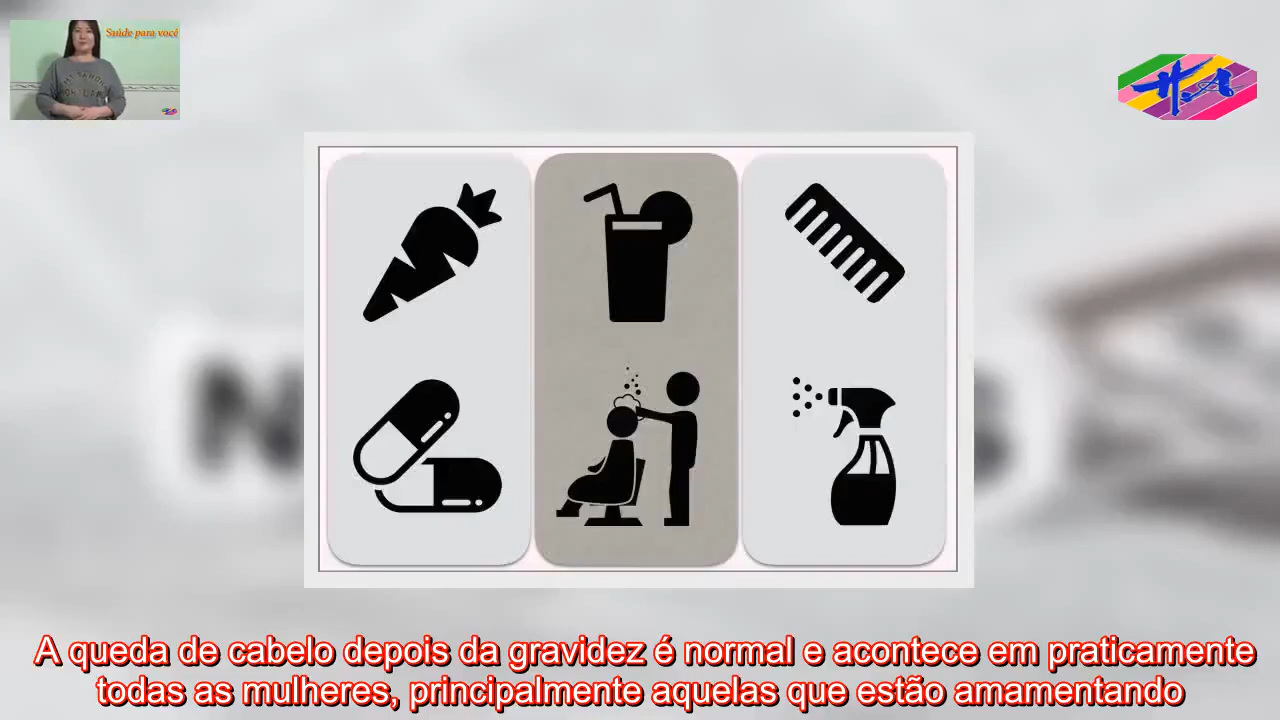 Saúde para você
H.A
A queda de cabelo depois da gravidez é normal e acontece em praticamente
todas as mulheres, principalmente aquelas que estão amamentando